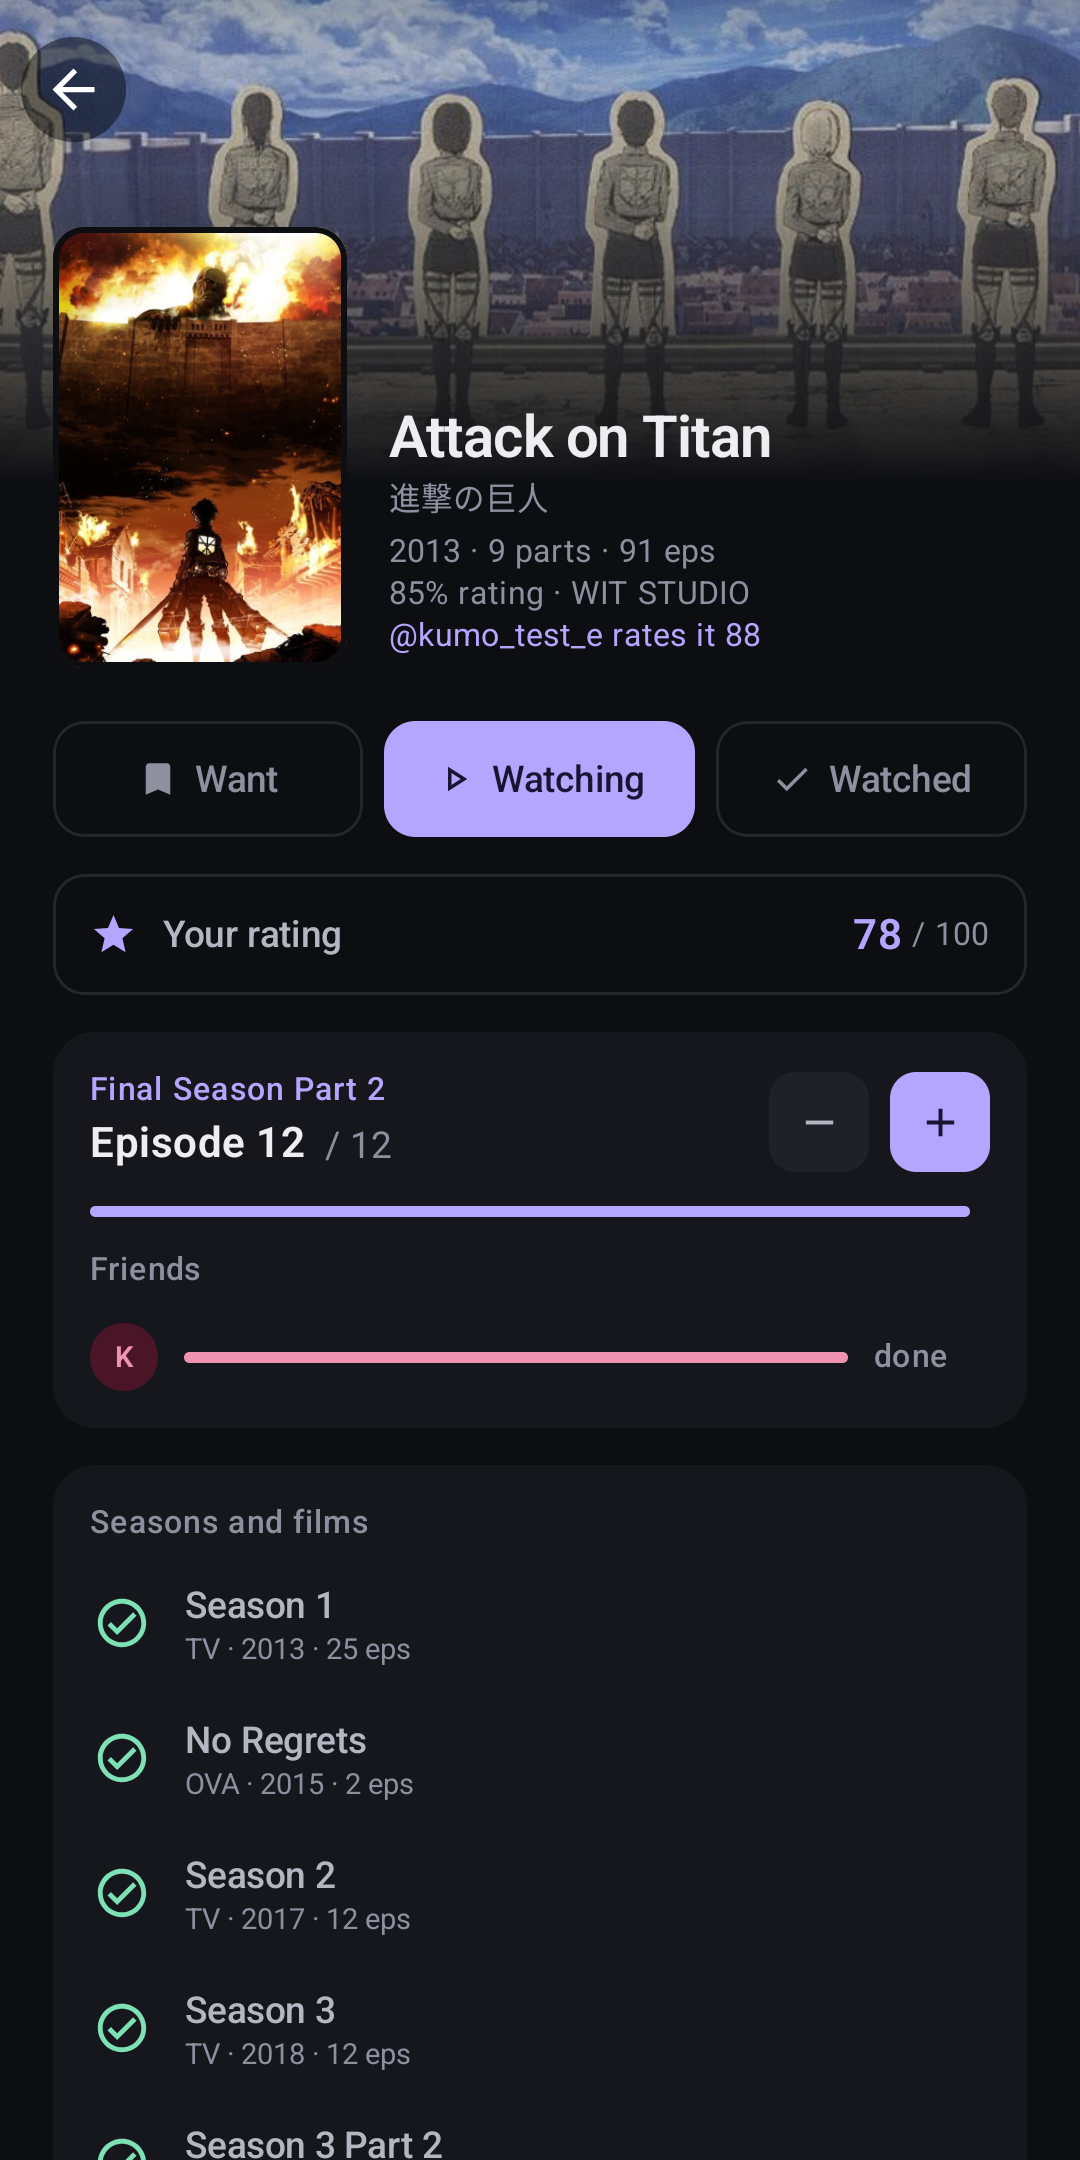 Attack on Titan
進撃の巨人
2013 · 9 parts · 91 eps
85% rating · WIT STUDIO
@kumo_test_e rates it 88
Want
Watching
Watched
Your rating
78 / 100
Final Season Part 2
Episode 12 / 12
Friends
K
done
Seasons and films
Season 1
TV · 2013 · 25 eps
No Regrets
OVA · 2015 · 2 eps
Season 2
TV · 2017 · 12 eps
Season 3
TV · 2018 · 12 eps
Season 3 Part 2